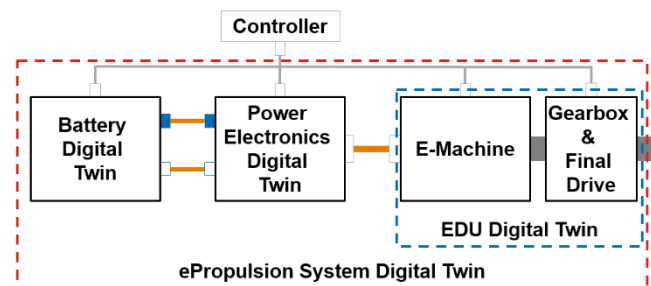 Controller
Battery
Digital
Twin
Power
Electronics
Digital
Twin
E-Machine
Gearbox
&
Final
Drive
EDU Digital Twin
ePropulsion System Digital Twin